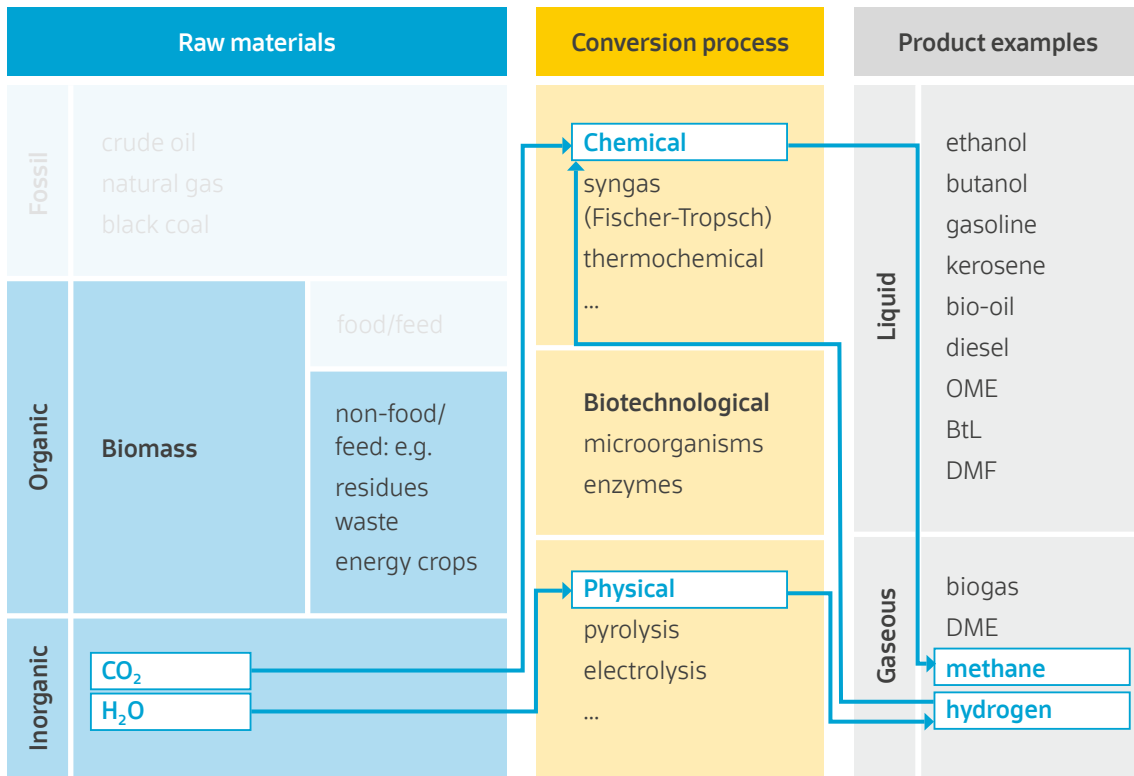 Raw materials
Conversion process
Product examples
Fossil
crude oil
natural gas
black coal
Organic
Biomass
food/feed
non-food/
feed: e.g.
residues
waste
energy crops
Inorganic
CO₂
H₂O
Chemical
syngas
(Fischer-Tropsch)
thermochemical
...
Biotechnological
microorganisms
enzymes
Physical
pyrolysis
electrolysis
...
Liquid
ethanol
butanol
gasoline
kerosene
bio-oil
diesel
OME
BtL
DMF
Gaseous
biogas
DME
methane
hydrogen